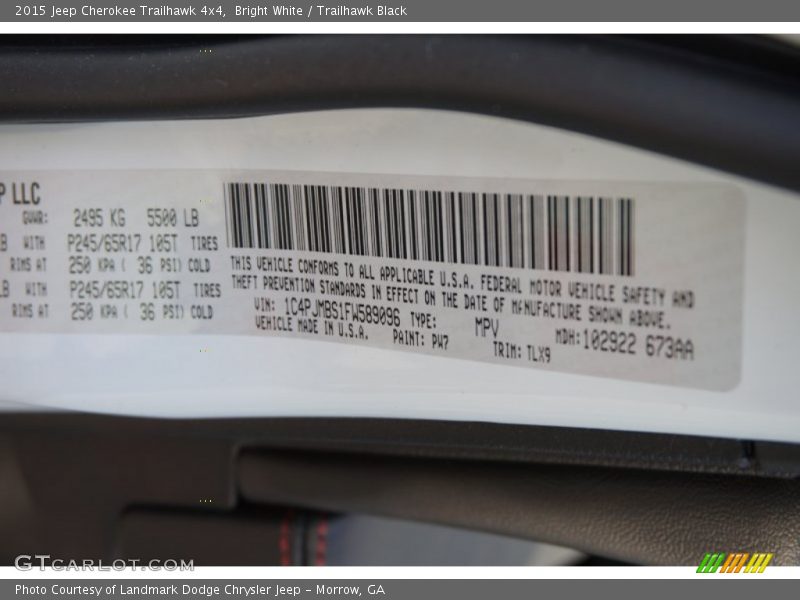 2015 Jeep Cherokee Trailhawk 4x4, Bright White / Trailhawk Black
P LLC
GVWR: 2495 KG 5500 LB
B WITH P245/65R17 105T TIRES
RIMS AT 250 KPA ( 36 PSI) COLD
LB WITH P245/65R17 105T TIRES
RIMS AT 250 KPA ( 36 PSI) COLD
THIS VEHICLE CONFORMS TO ALL APPLICABLE U.S.A. FEDERAL MOTOR VEHICLE SAFETY AND
THEFT PREVENTION STANDARDS IN EFFECT ON THE DATE OF MANUFACTURE SHOWN ABOVE.
VIN: 1C4PJMBS1FW589096 TYPE: MPV MDH:102922 673AA
VEHICLE MADE IN U.S.A. PAINT: PW7 TRIM: TLX9
GTcarlot.com
Photo Courtesy of Landmark Dodge Chrysler Jeep – Morrow, GA